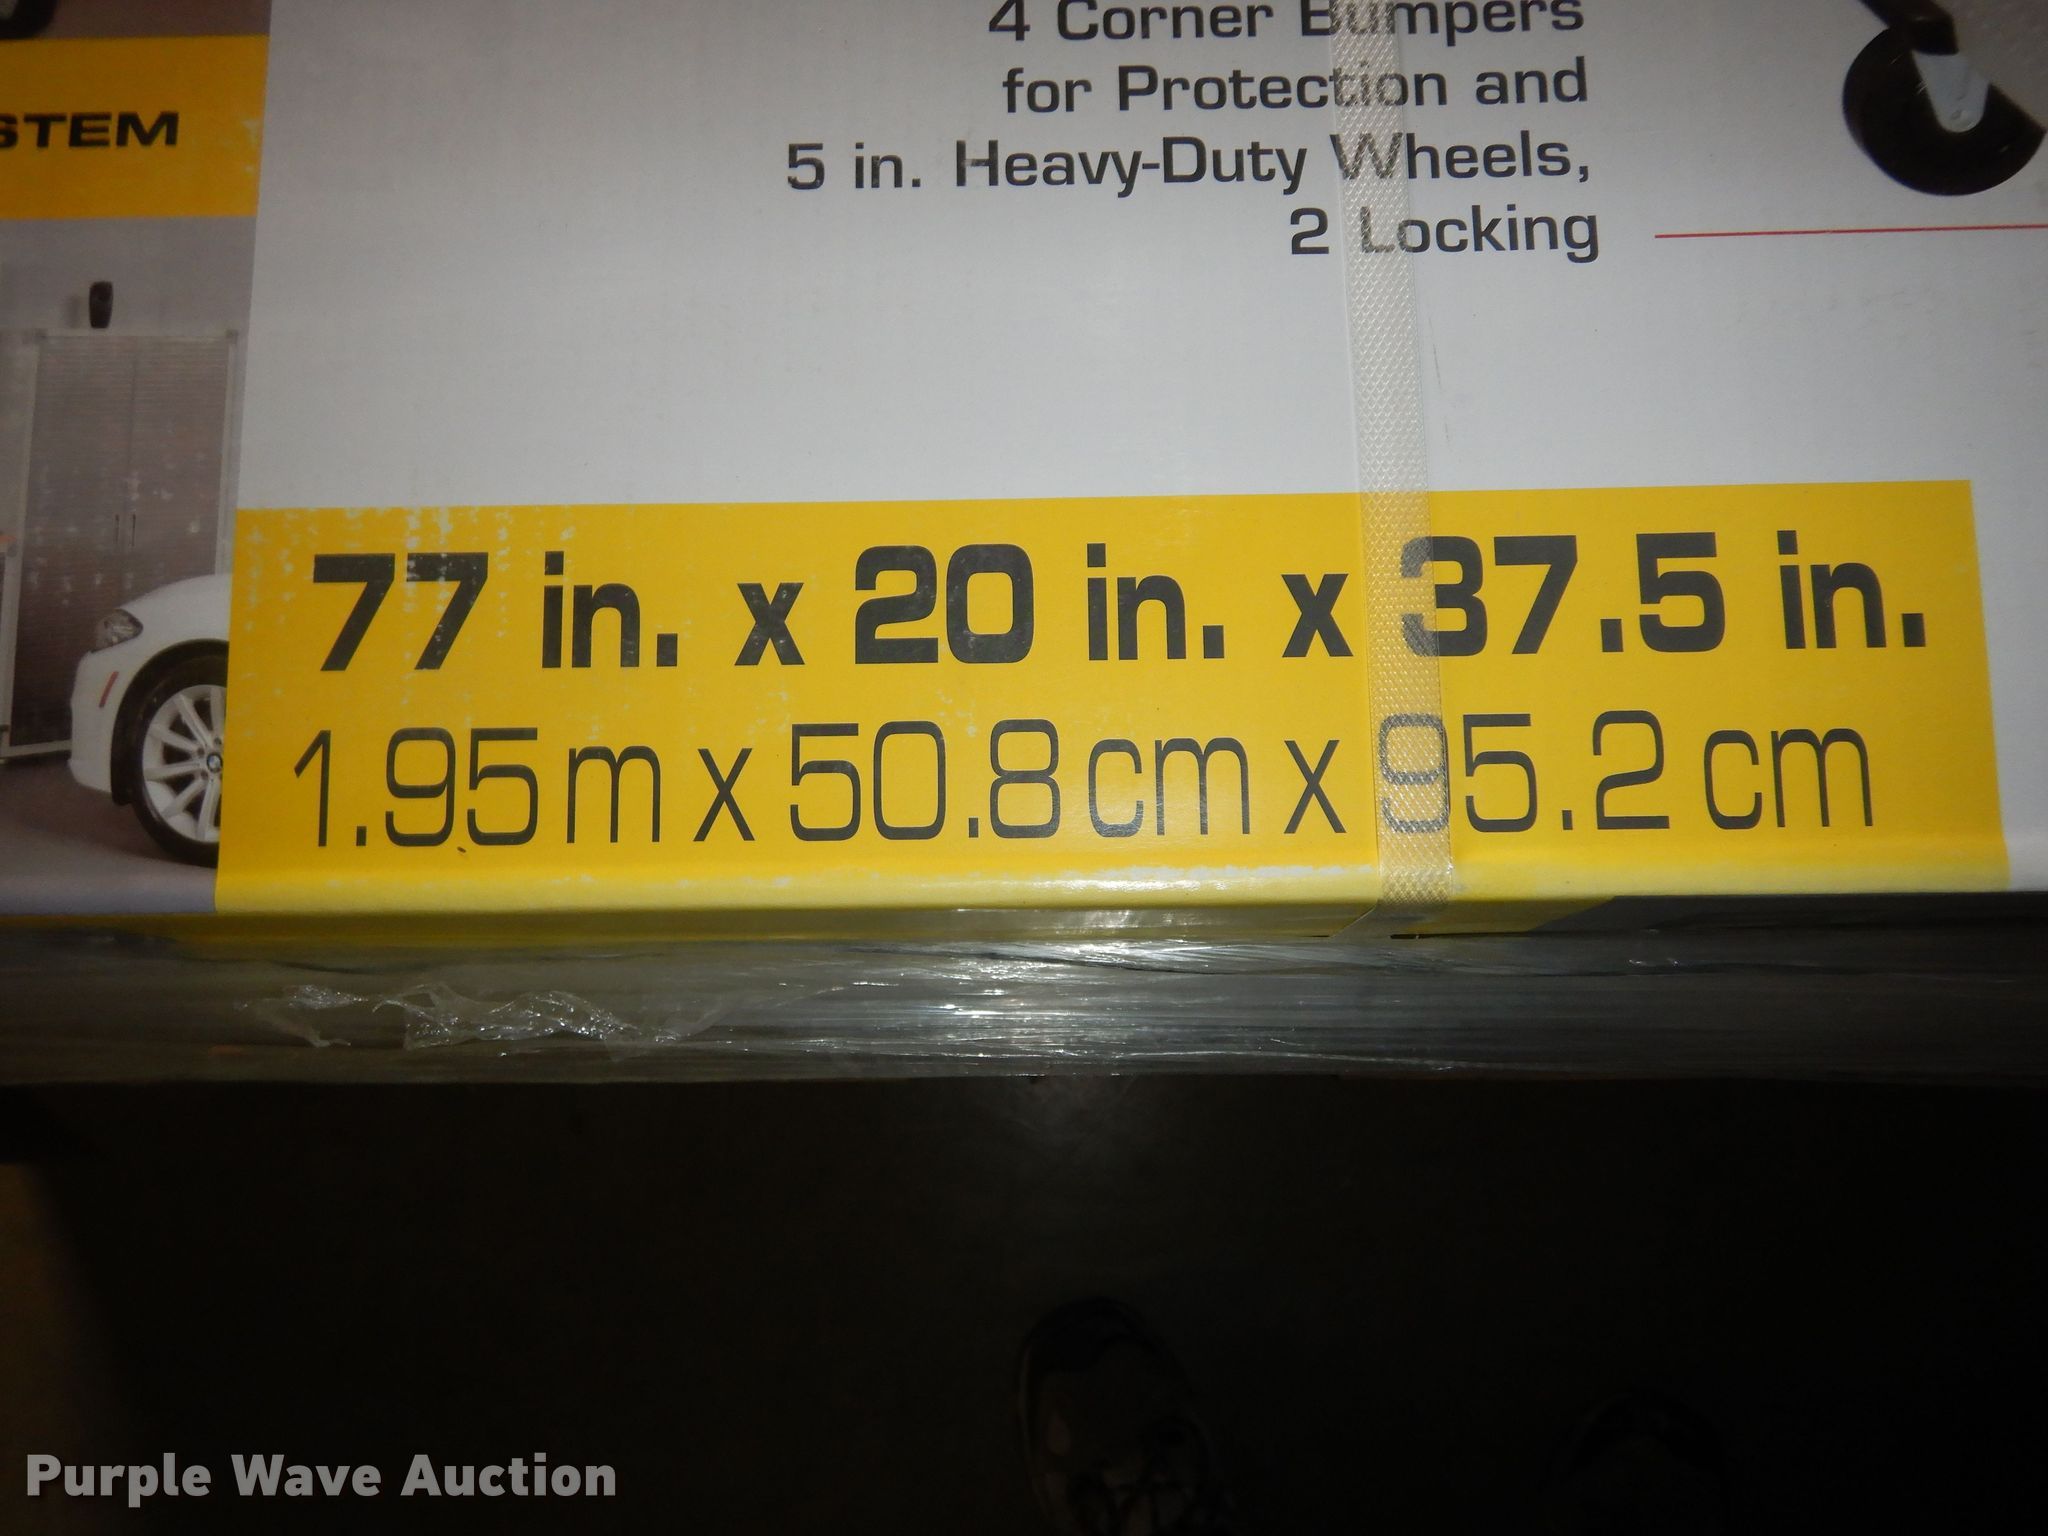 4 Corner Bumpers
for Protection and
5 in. Heavy-Duty Wheels,
2 Locking
STEM
77 in. x 20 in. x 37.5 in.
1.95 m x 50.8 cm x 95.2 cm
Purple Wave Auction